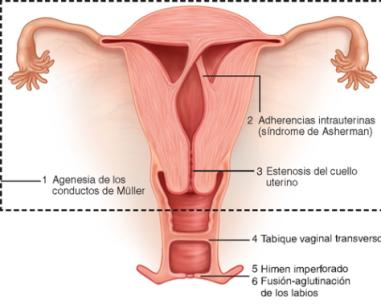 2 Adherencias intrauterinas
(síndrome de Asherman)
3 Estenosis del cuello
uterino
1 Agenesia de los
conductos de Müller
4 Tabique vaginal transverso
5 Himen imperforado
6 Fusión-aglutinación
de los labios